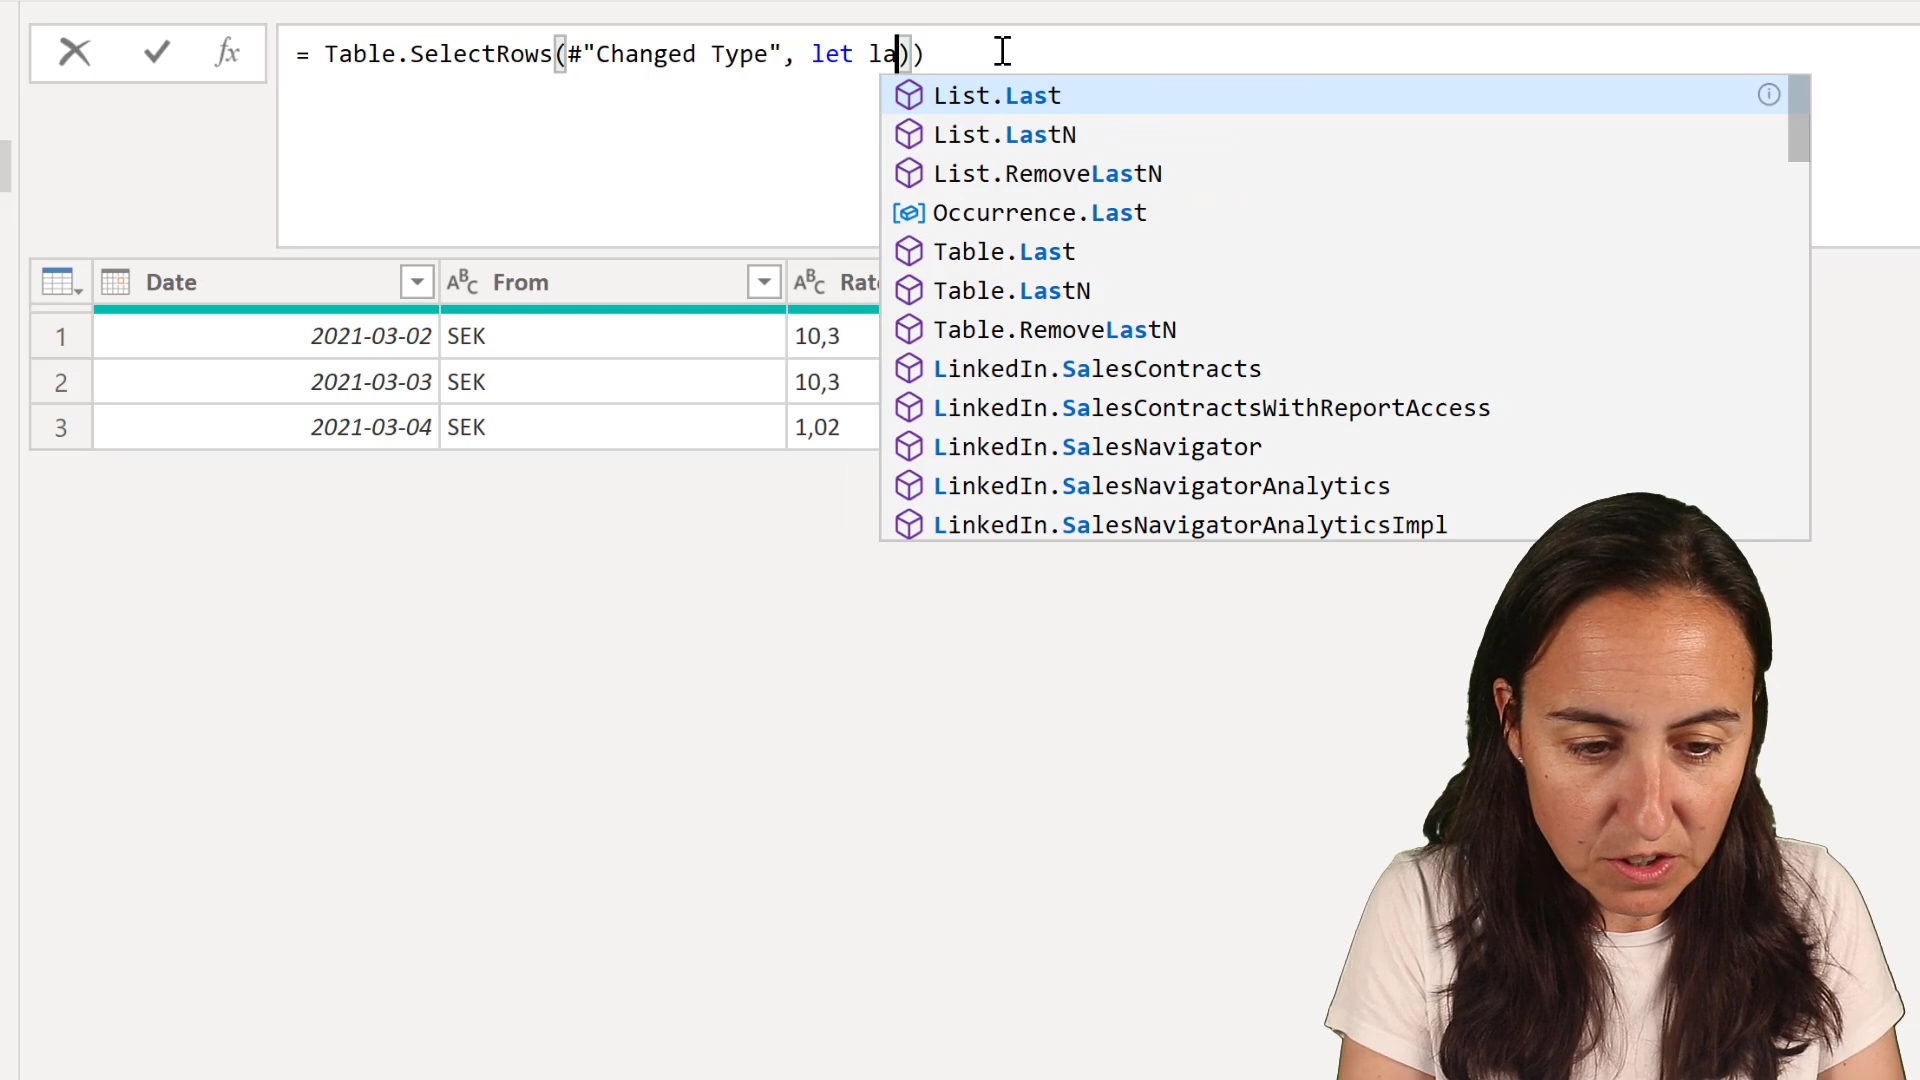 fx
= Table.SelectRows(#"Changed Type", let la))
List.Last
List.LastN
List.RemoveLastN
Occurrence.Last
Table.Last
Table.LastN
Table.RemoveLastN
LinkedIn.SalesContracts
LinkedIn.SalesContractsWithReportAccess
LinkedIn.SalesNavigator
LinkedIn.SalesNavigatorAnalytics
LinkedIn.SalesNavigatorAnalyticsImpl
Date ABC From ABC
1 2021-03-02 SEK 10,3
2 2021-03-03 SEK 10,3
3 2021-03-04 SEK 1,02